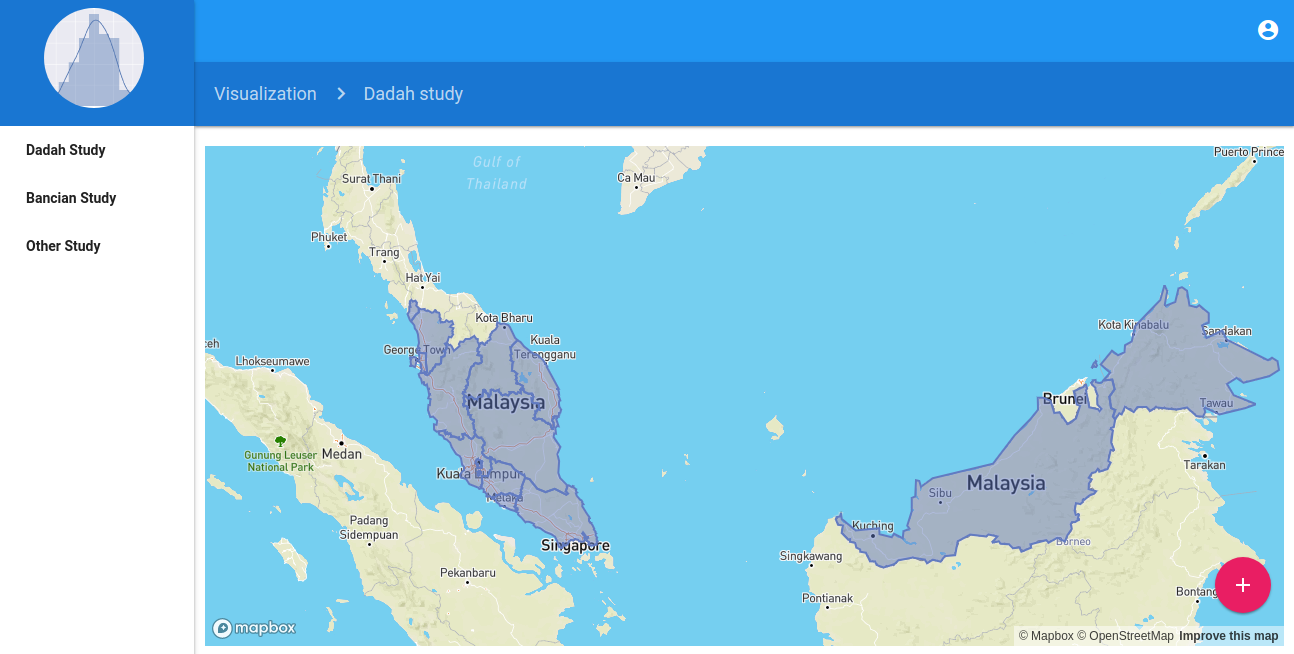 Visualization > Dadah study
Dadah Study
Bancian Study
Other Study
Gulf of
Thailand
Surat Thani
Ca Mau
Puerto Prince
Phuket
Trang
Hat Yai
Kota Bharu
Kuala
Terengganu
George Town
Kota Kinabalu
Sandakan
eh
Lhokseumawe
Malaysia
Brunei
Tawau
Gunung Leuser
National Park
Medan
Kuala Lumpur
Melaka
Malaysia
Sibu
Tarakan
Padang
Sidempuan
Singapore
Kuching
Borneo
Singkawang
Pekanbaru
Pontianak
Bontang
+
mapbox
© Mapbox © OpenStreetMap Improve this map